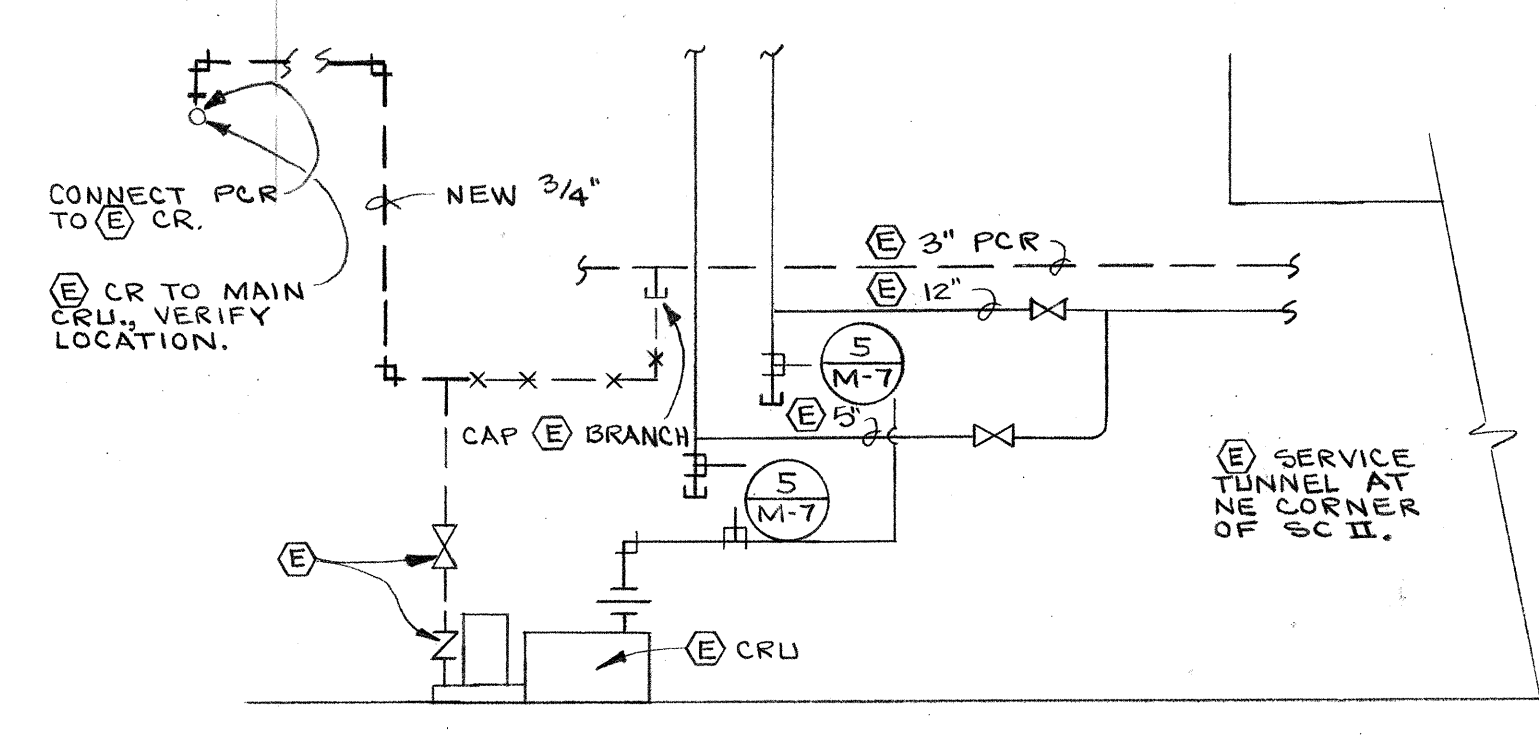 CONNECT PCR
TO E CR.
NEW 3/4"
E CR TO MAIN
CRU., VERIFY
LOCATION.
E 3" PCR
E 12"
5
M-7
E 5"
CAP E BRANCH
5
M-7
E SERVICE
TUNNEL AT
NE CORNER
OF SC II.
E
E CRU